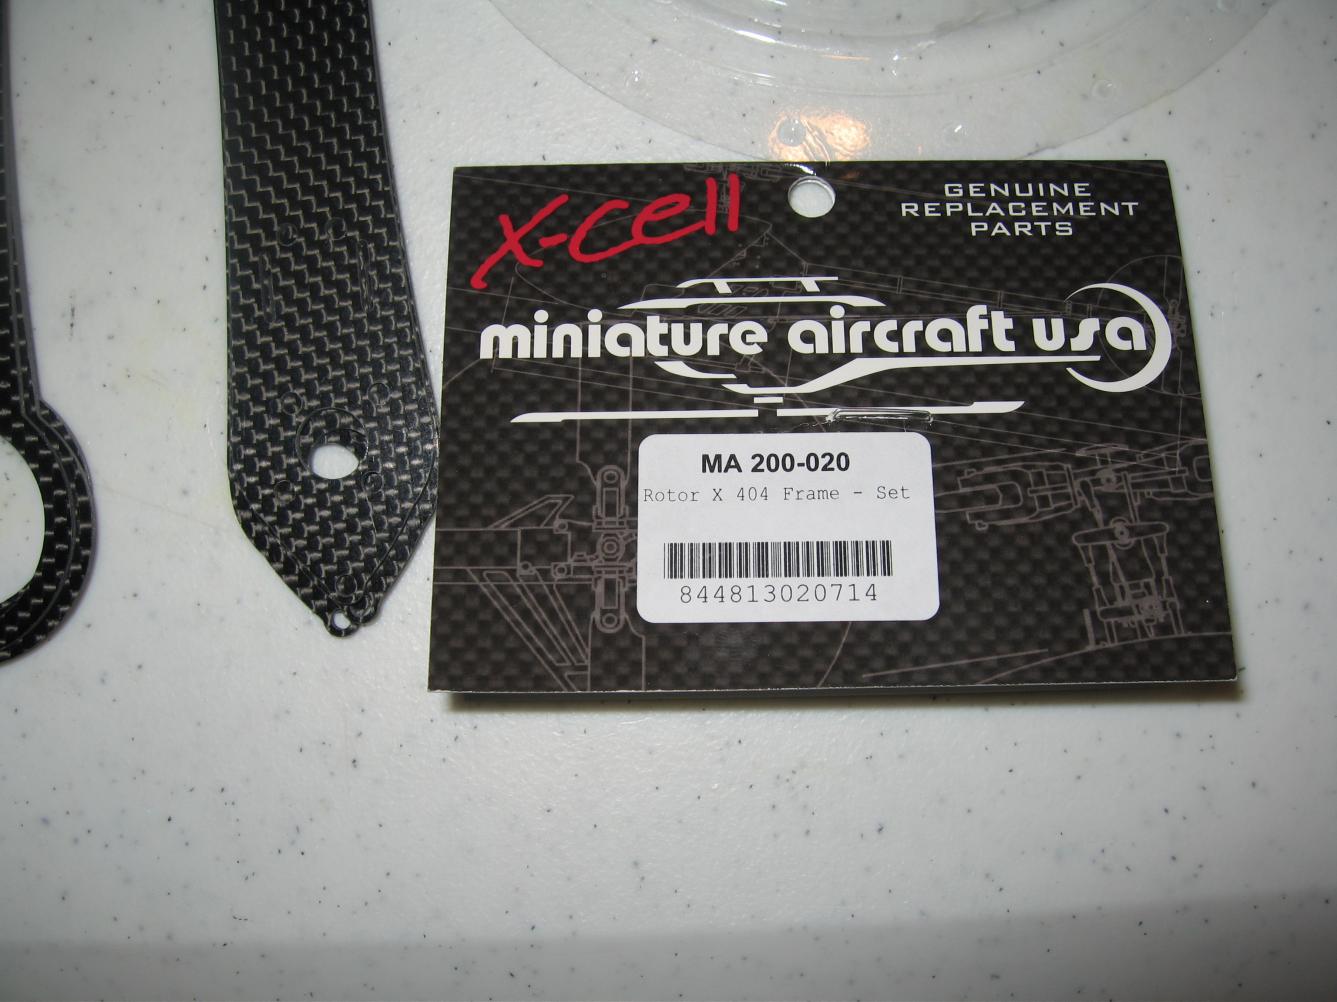 X-Cell
GENUINE
REPLACEMENT
PARTS
miniature aircraft usa
MA 200-020
Rotor X 404 Frame - Set
844813020714